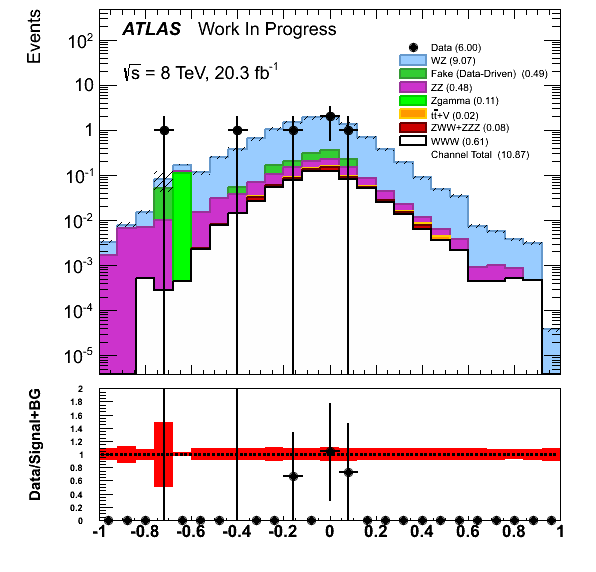 Events
ATLAS Work In Progress
√s = 8 TeV, 20.3 fb⁻¹
Data (6.00)
WZ (9.07)
Fake (Data-Driven) (0.49)
ZZ (0.48)
Zgamma (0.11)
tt̄+V (0.02)
ZWW+ZZZ (0.08)
WWW (0.61)
Channel Total (10.87)
10²
10
1
10⁻¹
10⁻²
10⁻³
10⁻⁴
10⁻⁵
Data/Signal+BG
2
1.8
1.6
1.4
1.2
1
0.8
0.6
0.4
0.2
0
-1 -0.8 -0.6 -0.4 -0.2 0 0.2 0.4 0.6 0.8 1